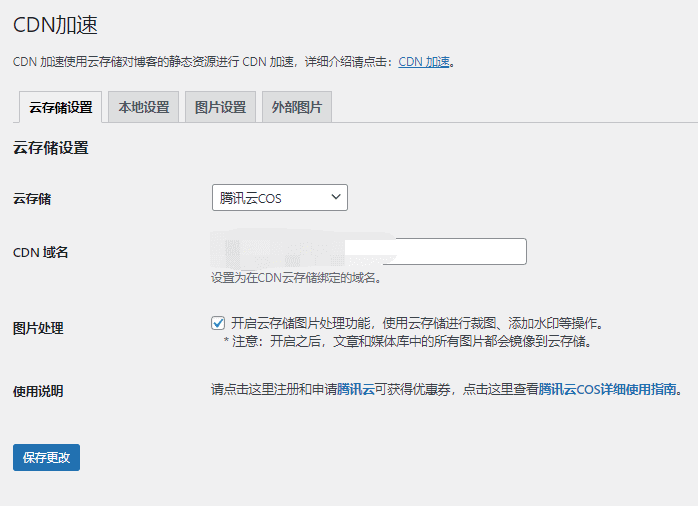 CDN加速
CDN 加速使用云存储对博客的静态资源进行 CDN 加速，详细介绍请点击：CDN 加速。
云存储设置 本地设置 图片设置 外部图片
云存储设置
云存储 腾讯云COS
CDN 域名
设置为在CDN云存储绑定的域名。
图片处理 开启云存储图片处理功能，使用云存储进行裁图、添加水印等操作。
* 注意：开启之后，文章和媒体库中的所有图片都会镜像到云存储。
使用说明 请点击这里注册和申请腾讯云可获得优惠券，点击这里查看腾讯云COS详细使用指南。
保存更改